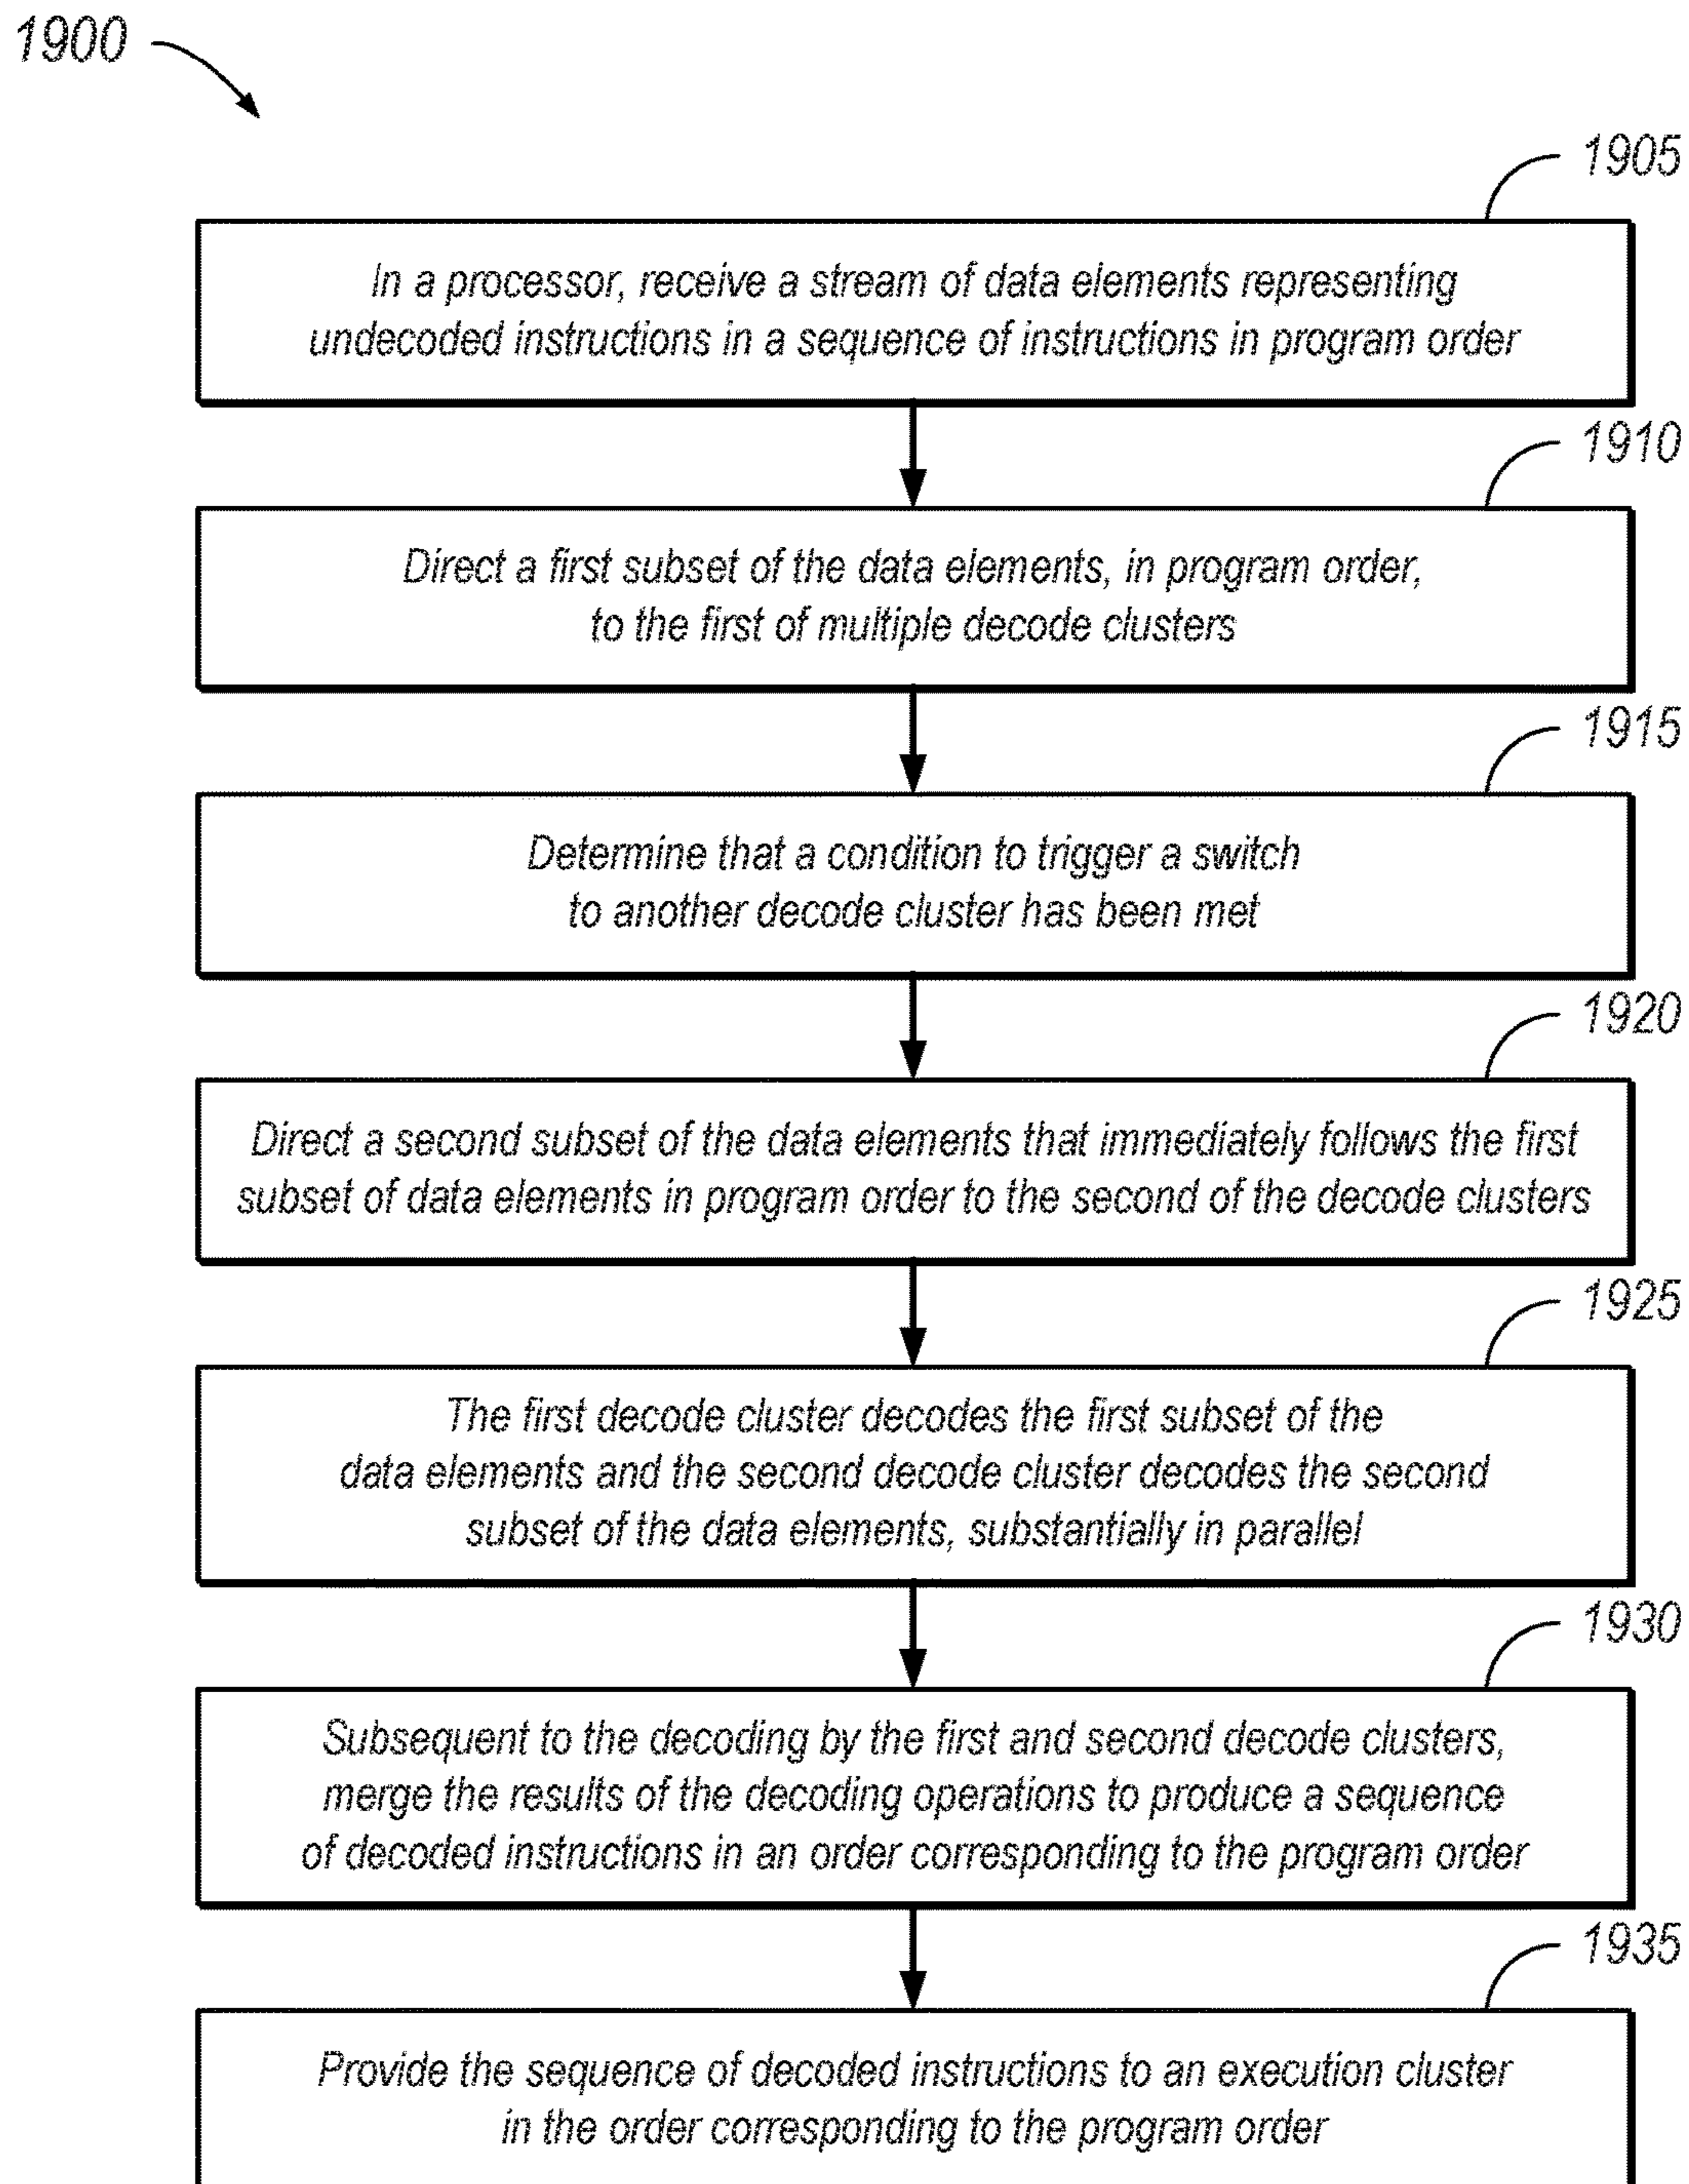 1900
1905
In a processor, receive a stream of data elements representing
undecoded instructions in a sequence of instructions in program order
1910
Direct a first subset of the data elements, in program order,
to the first of multiple decode clusters
1915
Determine that a condition to trigger a switch
to another decode cluster has been met
1920
Direct a second subset of the data elements that immediately follows the first
subset of data elements in program order to the second of the decode clusters
1925
The first decode cluster decodes the first subset of the
data elements and the second decode cluster decodes the second
subset of the data elements, substantially in parallel
1930
Subsequent to the decoding by the first and second decode clusters,
merge the results of the decoding operations to produce a sequence
of decoded instructions in an order corresponding to the program order
1935
Provide the sequence of decoded instructions to an execution cluster
in the order corresponding to the program order